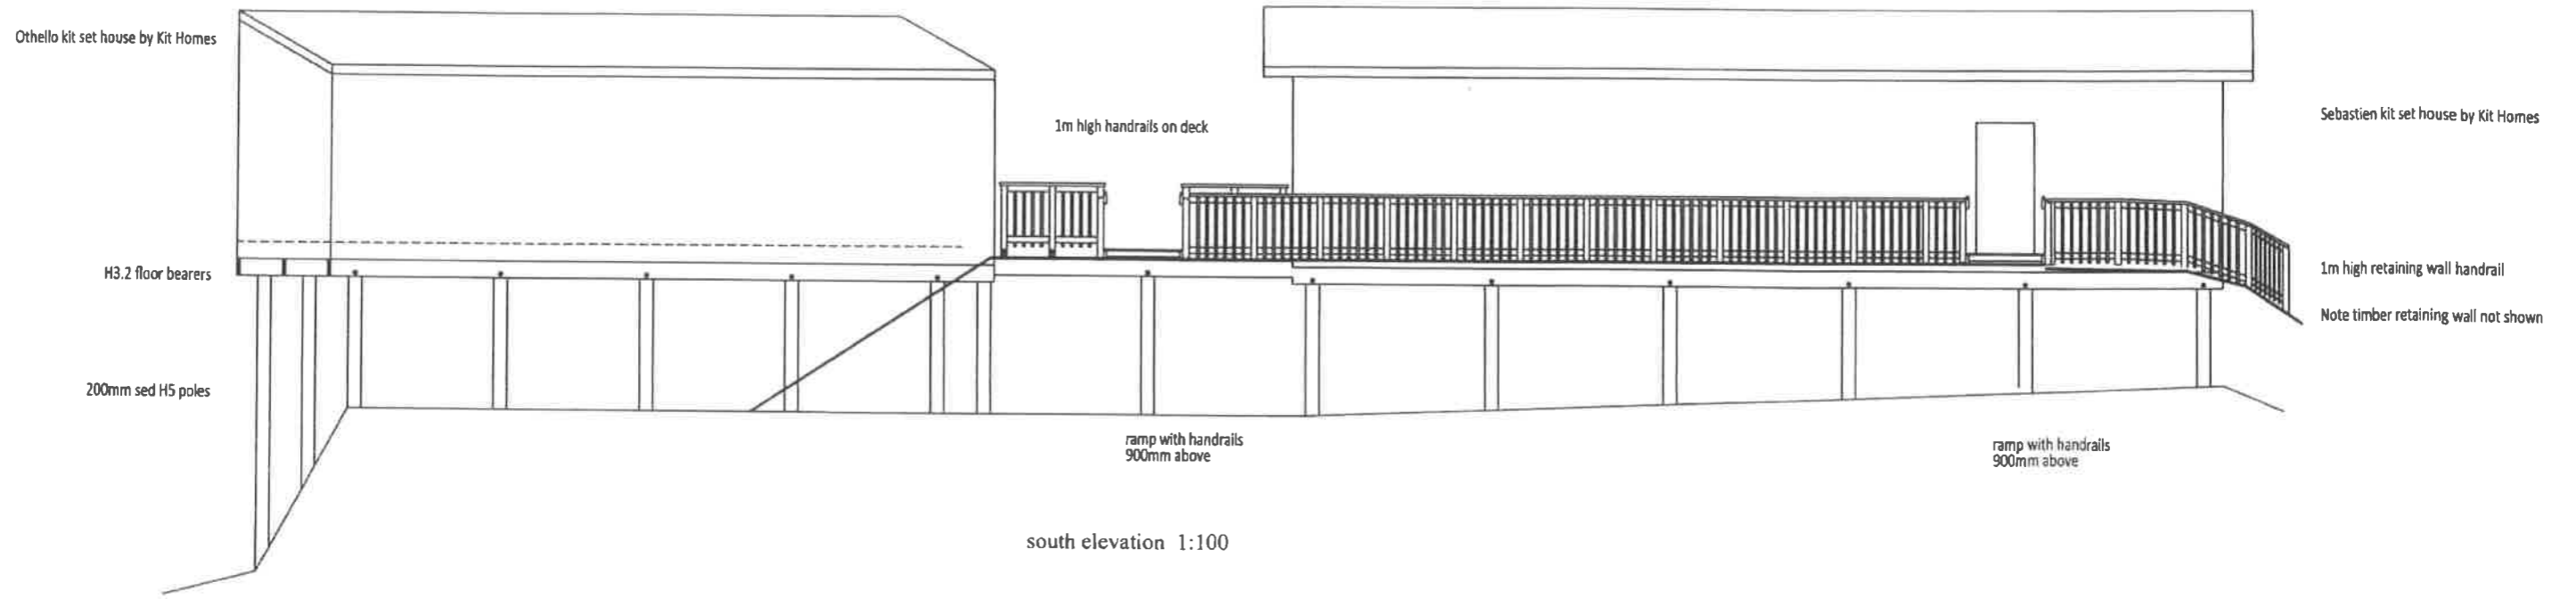 Othello kit set house by Kit Homes
1m high handrails on deck
Sebastien kit set house by Kit Homes
H3.2 floor bearers
1m high retaining wall handrail
Note timber retaining wall not shown
200mm sed H5 poles
ramp with handrails
900mm above
ramp with handrails
900mm above
south elevation 1:100